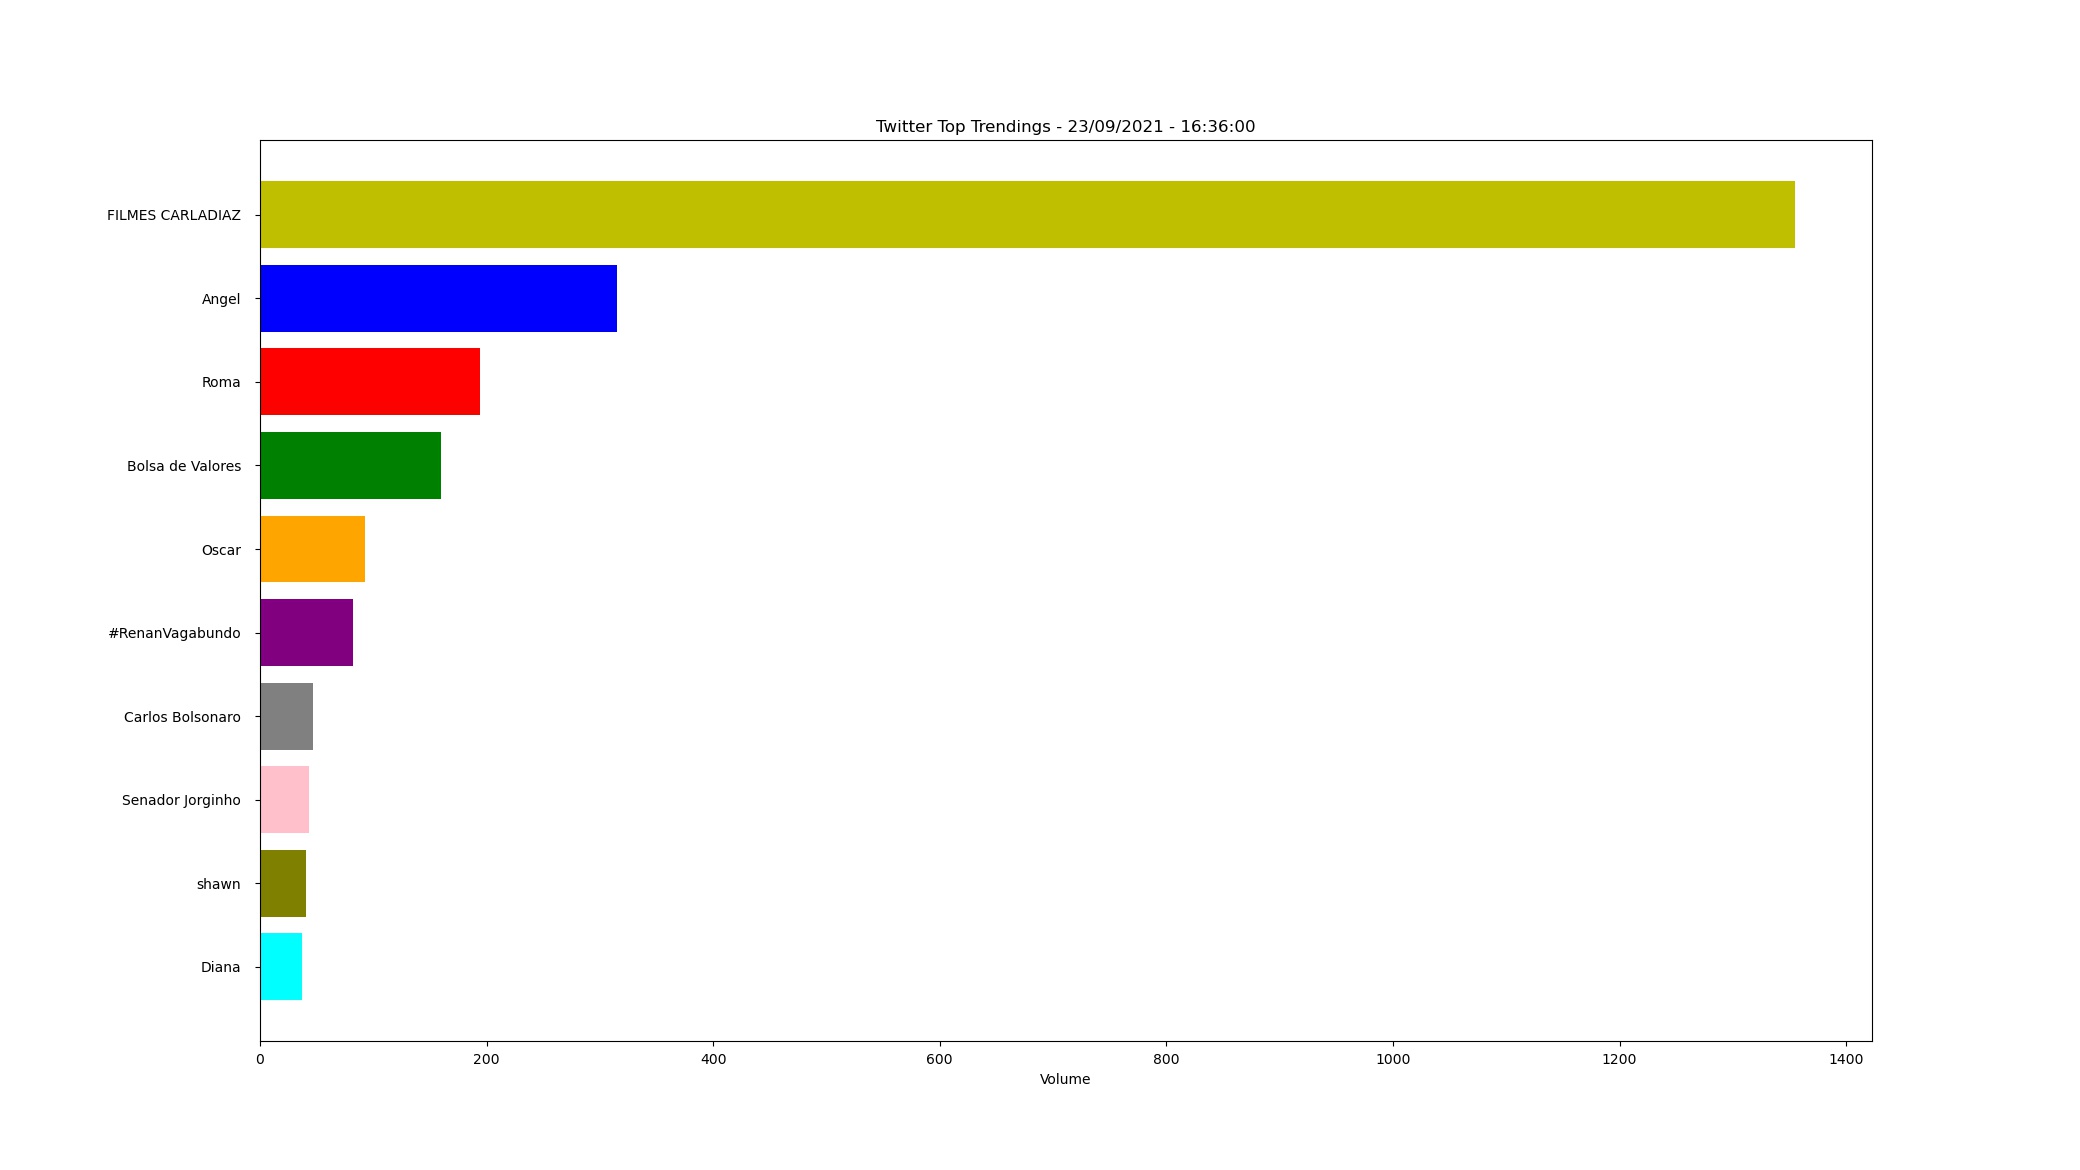 Twitter Top Trendings - 23/09/2021 - 16:36:00
FILMES CARLADIAZ
Angel
Roma
Bolsa de Valores
Oscar
#RenanVagabundo
Carlos Bolsonaro
Senador Jorginho
shawn
Diana
0 200 400 600 800 1000 1200 1400
Volume